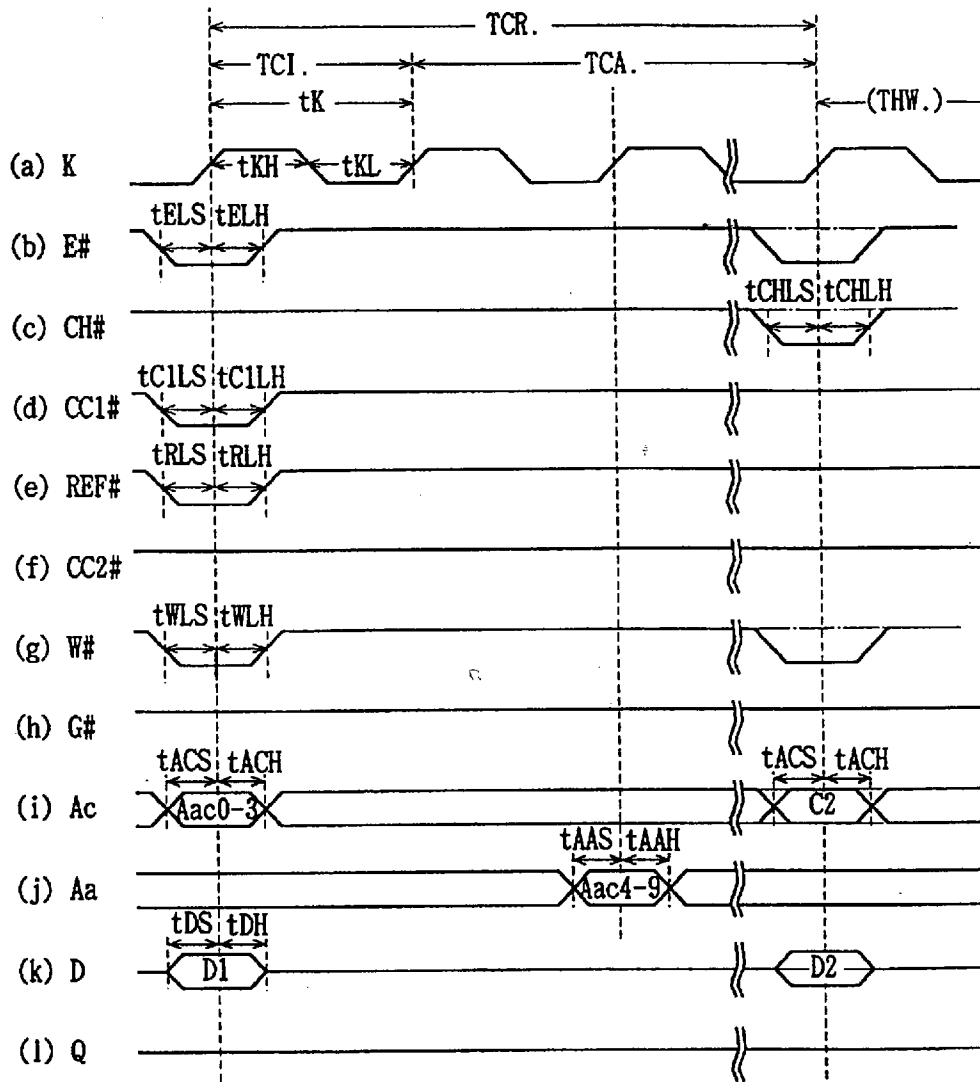 TCR.
TCI. TCA.
tK (THW.)
(a) K tKH tKL
tELS tELH
(b) E#
tCHLS tCHLH
(c) CH#
tC1LS tC1LH
(d) CC1#
tRLS tRLH
(e) REF#
(f) CC2#
tWLS tWLH
(g) W#
(h) G#
tACS tACH tACS tACH
(i) Ac Aac0-3 C2
tAAS tAAH
(j) Aa Aac4-9
tDS tDH
(k) D D1 D2
(l) Q